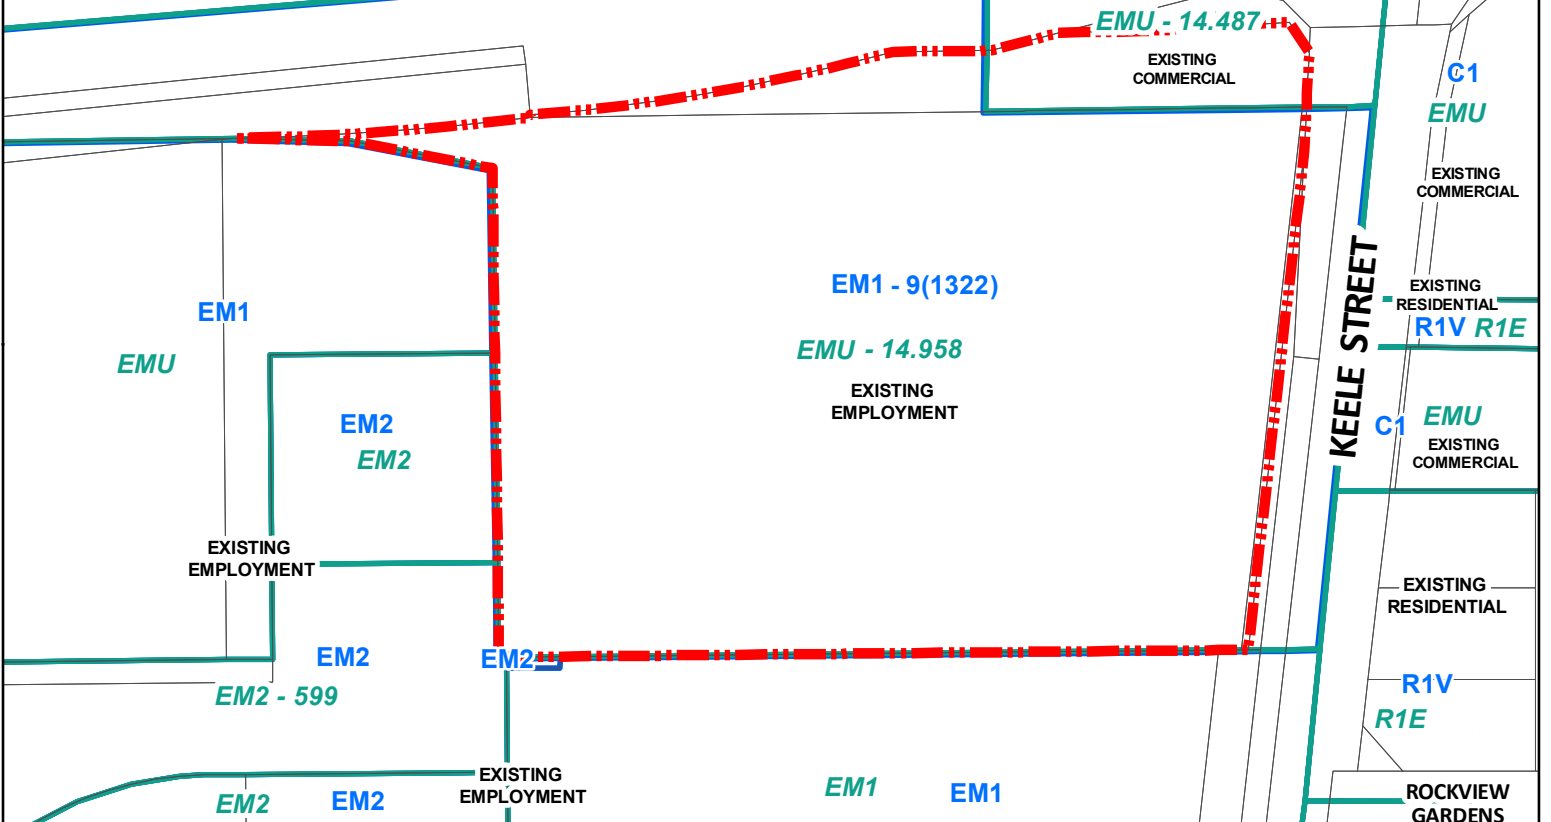 EMU - 14.487
EXISTING
COMMERCIAL
C1
EMU
EXISTING
COMMERCIAL
EM1 - 9(1322)
EMU - 14.958
EXISTING
EMPLOYMENT
EM1
EMU
EM2
EM2
KEELE STREET
EXISTING
RESIDENTIAL
R1V R1E
C1
EMU
EXISTING
COMMERCIAL
EXISTING
EMPLOYMENT
EXISTING
RESIDENTIAL
EM2
EM2
EM2 - 599
R1V
R1E
EXISTING
EMPLOYMENT
EM2
EM2
EM1
EM1
ROCKVIEW
GARDENS